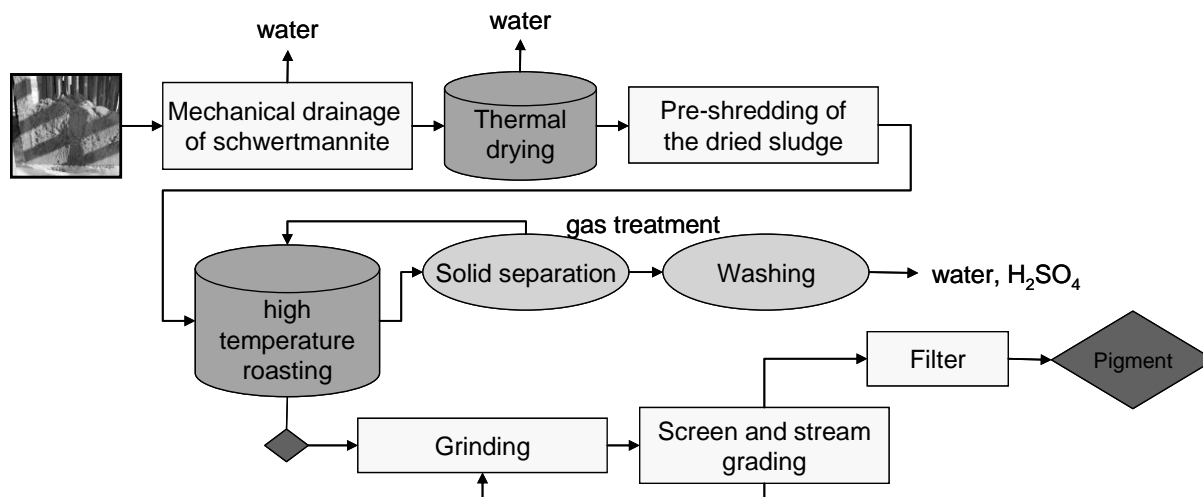 water
water
Mechanical drainage
of schwertmannite
Thermal
drying
Pre-shredding of
the dried sludge
gas treatment
Solid separation
Washing
water, H₂SO₄
high
temperature
roasting
Filter
Pigment
Grinding
Screen and stream
grading